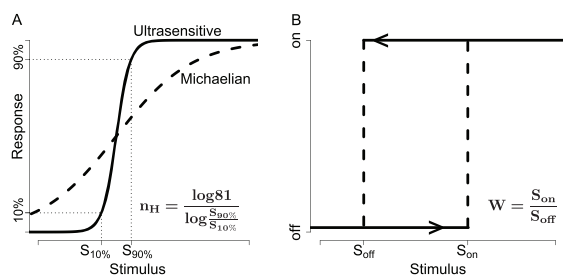 A
Ultrasensitive
90%
Michaelian
Response
10%
n_H = log81 / log S_90% / S_10%
S_10% S_90%
Stimulus
B
on
W = S_on / S_off
off
S_off S_on
Stimulus